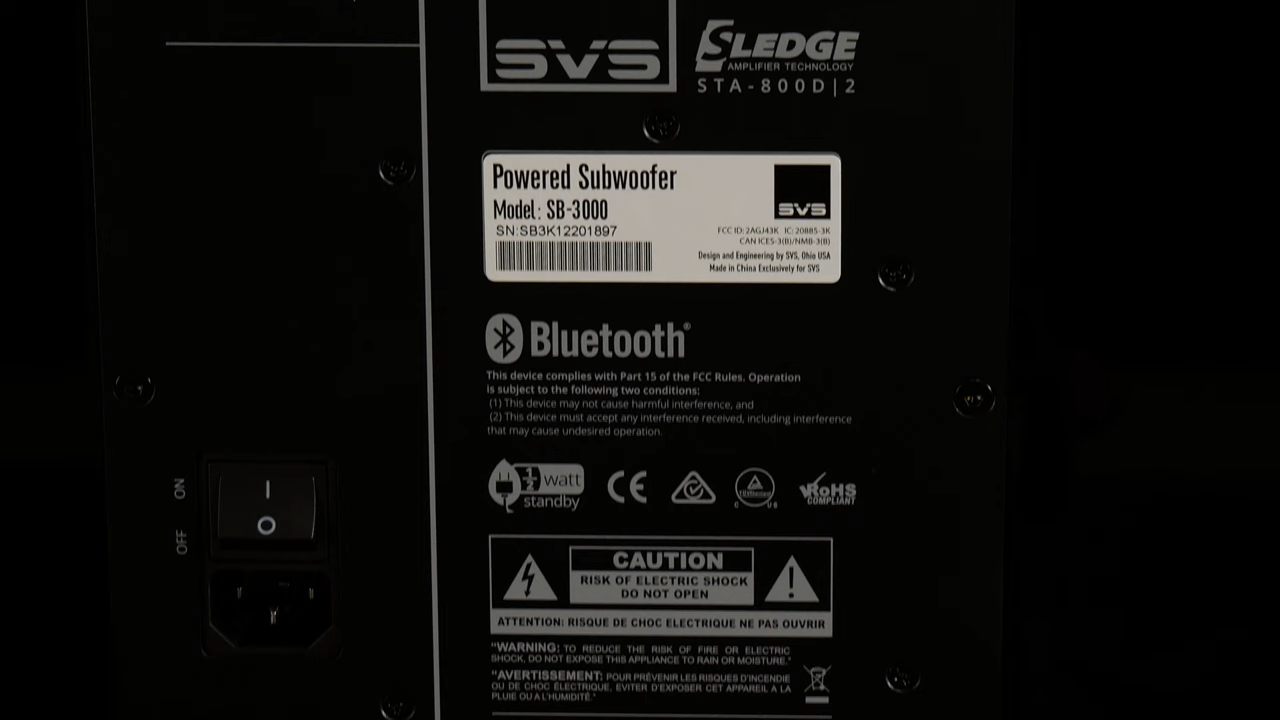 SVS
SLEDGE
AMPLIFIER TECHNOLOGY
STA-800D|2
Powered Subwoofer
Model: SB-3000
SN:SB3K12201897
SVS
FCC ID: 2AGJ43K IC: 20885-3K
CAN ICES-3(B)/NMB-3(B)
Design and Engineering by SVS, Ohio USA
Made in China Exclusively for SVS
Bluetooth®
This device complies with Part 15 of the FCC Rules. Operation
is subject to the following two conditions:
(1) This device may not cause harmful interference, and
(2) This device must accept any interference received, including interference
that may cause undesired operation.
ON
OFF
1/2 watt
standby
CE
C US
RoHS
COMPLIANT
CAUTION
RISK OF ELECTRIC SHOCK
DO NOT OPEN
ATTENTION: RISQUE DE CHOC ELECTRIQUE NE PAS OUVRIR
"WARNING: TO REDUCE THE RISK OF FIRE OR ELECTRIC
SHOCK, DO NOT EXPOSE THIS APPLIANCE TO RAIN OR MOISTURE."
"AVERTISSEMENT: POUR PRÉVENIR LES RISQUES D'INCENDIE
OU DE CHOC ÉLECTRIQUE, EVITER D'EXPOSER CET APPAREIL A LA
PLUIE OU A L'HUMIDITÉ."